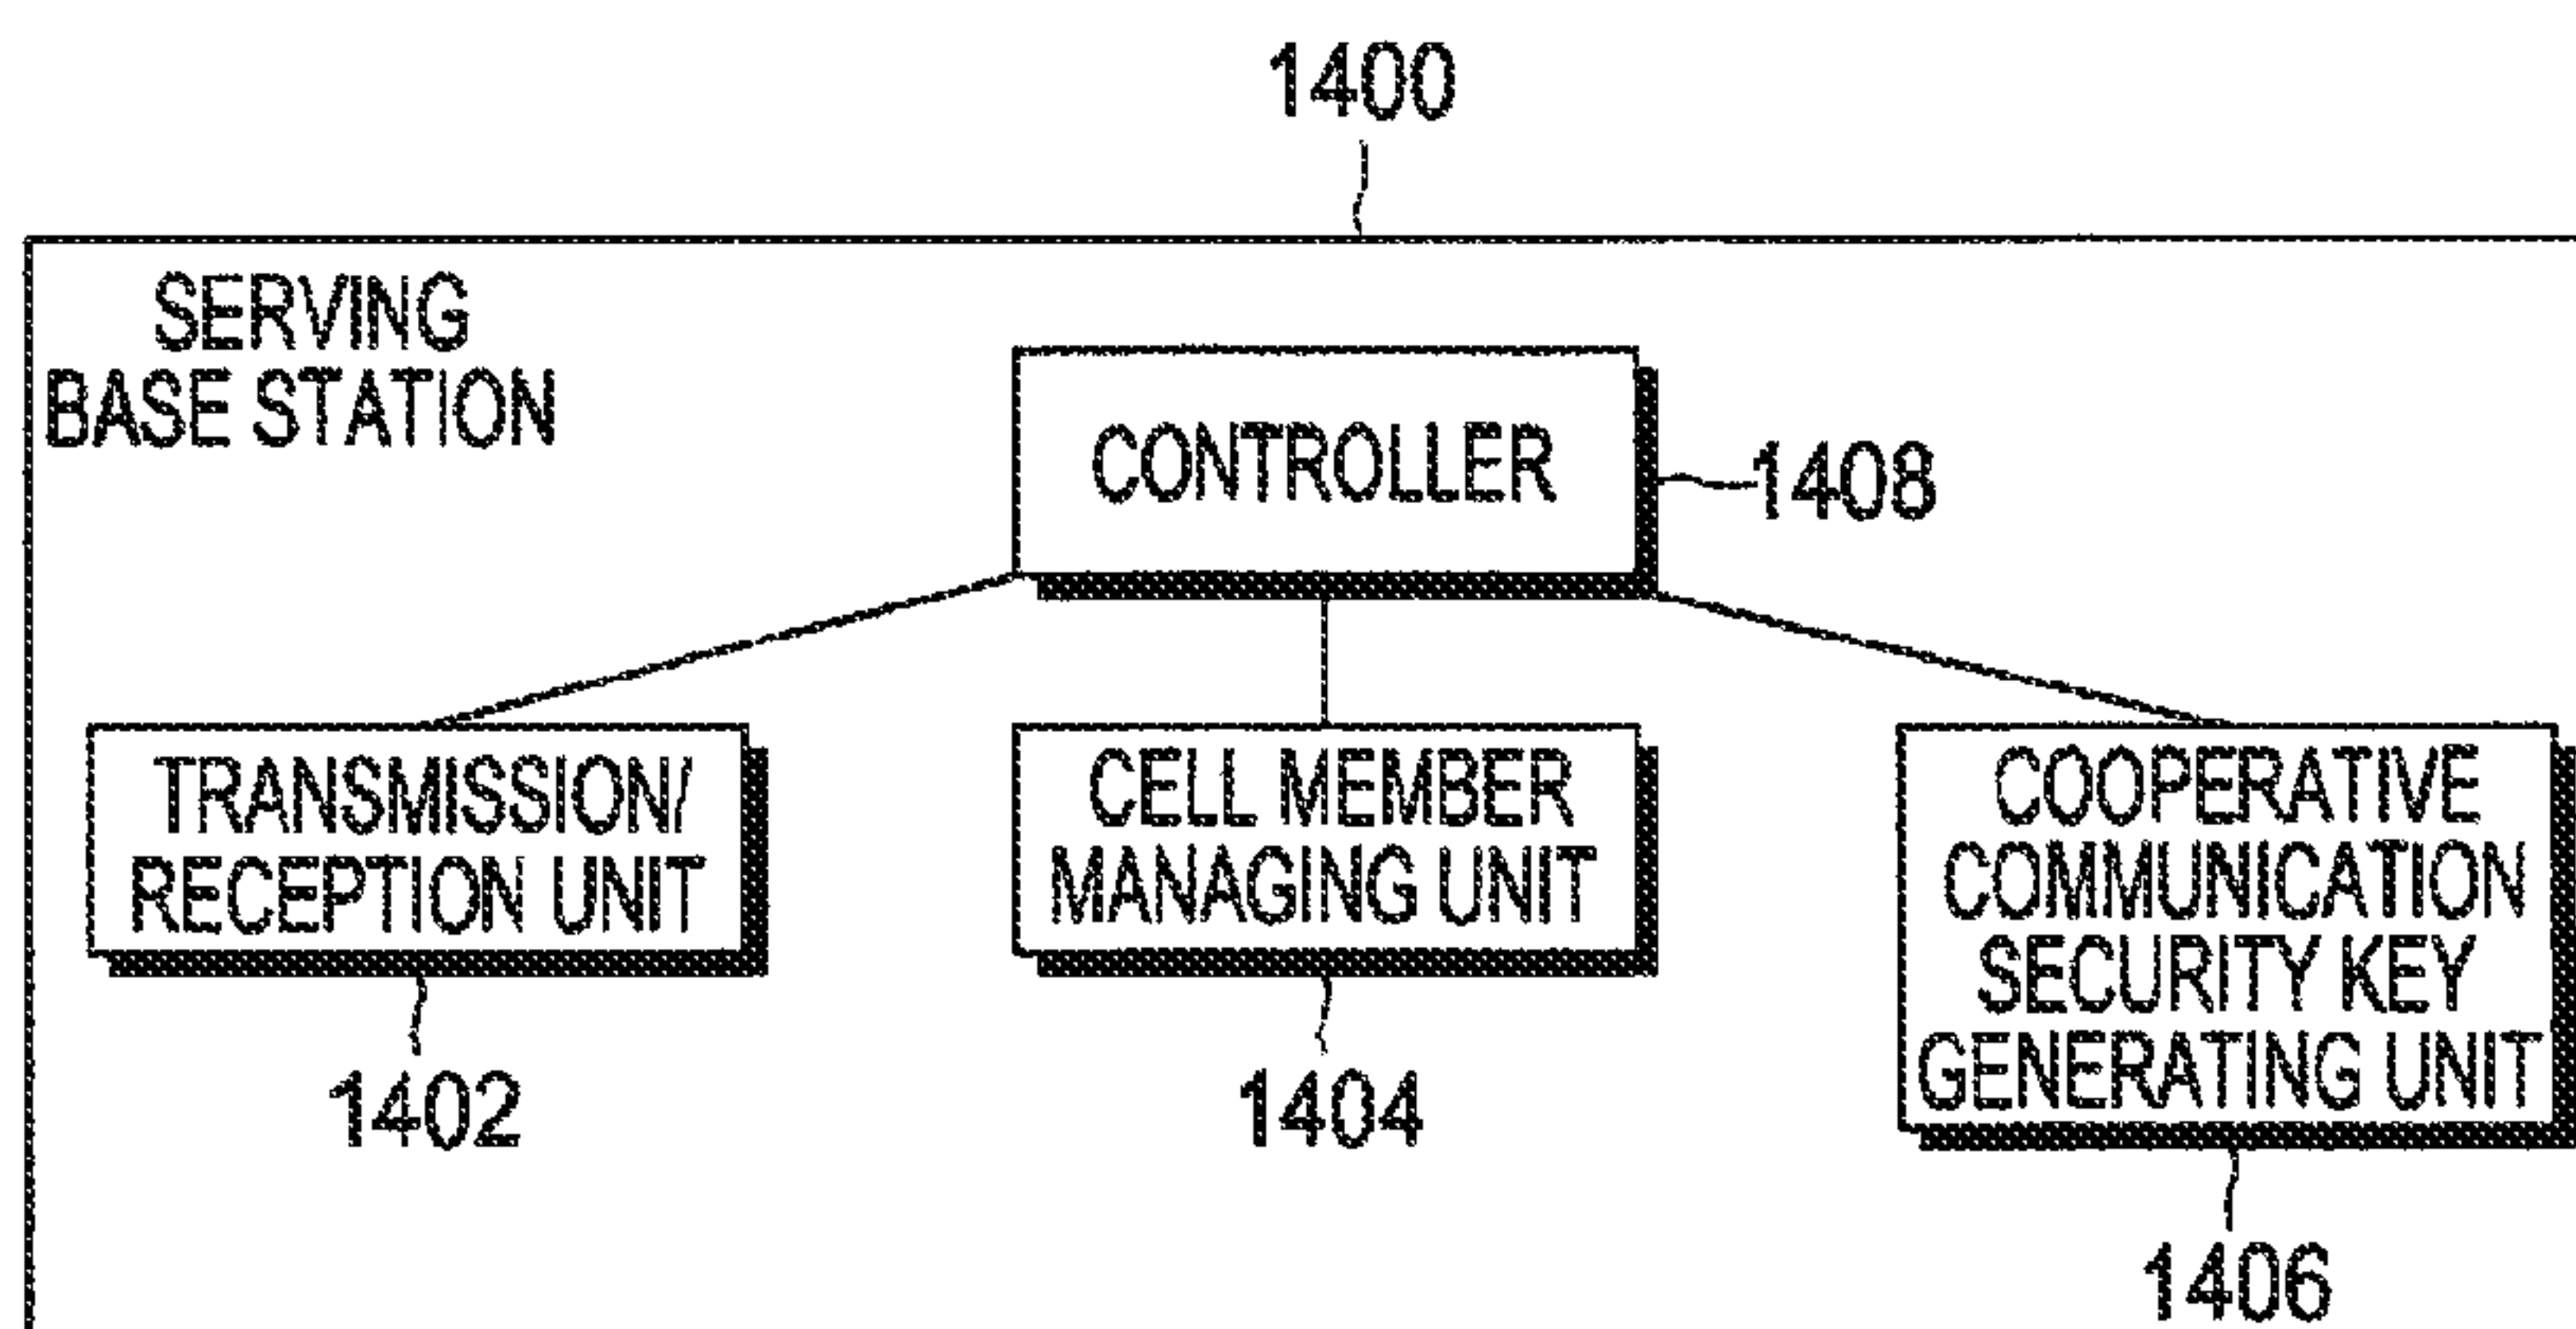 1400
SERVING
BASE STATION
CONTROLLER
1408
TRANSMISSION/
RECEPTION UNIT
CELL MEMBER
MANAGING UNIT
COOPERATIVE
COMMUNICATION
SECURITY KEY
GENERATING UNIT
1402
1404
1406